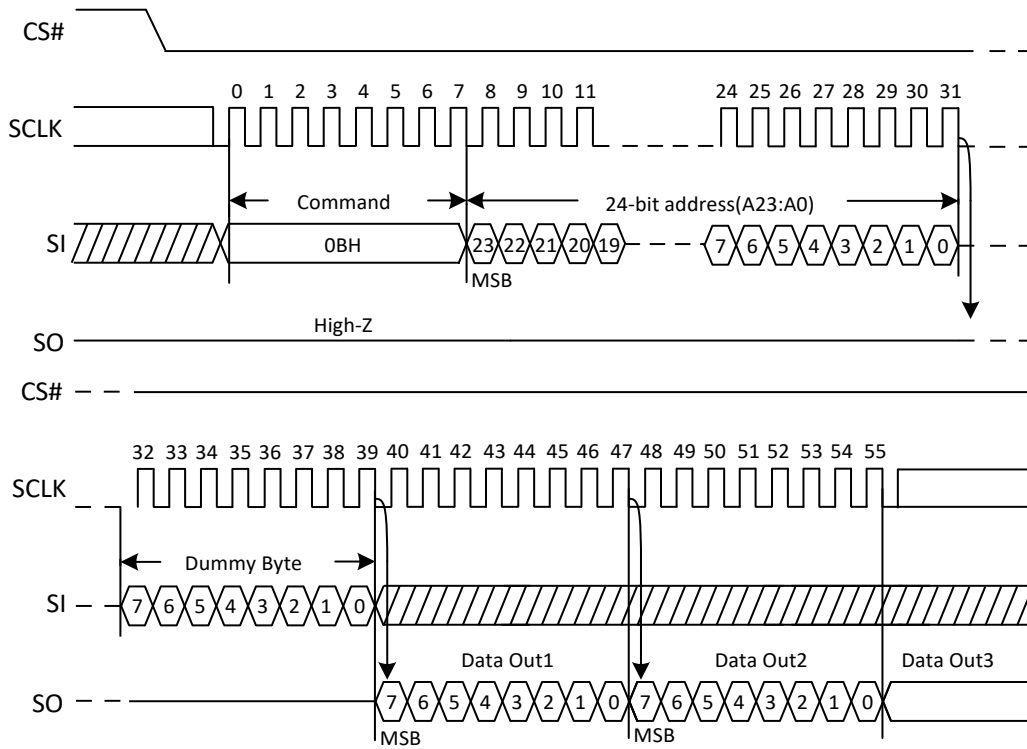 CS#
0 1 2 3 4 5 6 7 8 9 10 11 24 25 26 27 28 29 30 31
SCLK
Command 24-bit address(A23:A0)
SI 0BH 23 22 21 20 19 7 6 5 4 3 2 1 0
MSB
High-Z
SO
CS#
32 33 34 35 36 37 38 39 40 41 42 43 44 45 46 47 48 49 50 51 52 53 54 55
SCLK
Dummy Byte
SI 7 6 5 4 3 2 1 0
Data Out1 Data Out2 Data Out3
SO 7 6 5 4 3 2 1 0 7 6 5 4 3 2 1 0
MSB MSB